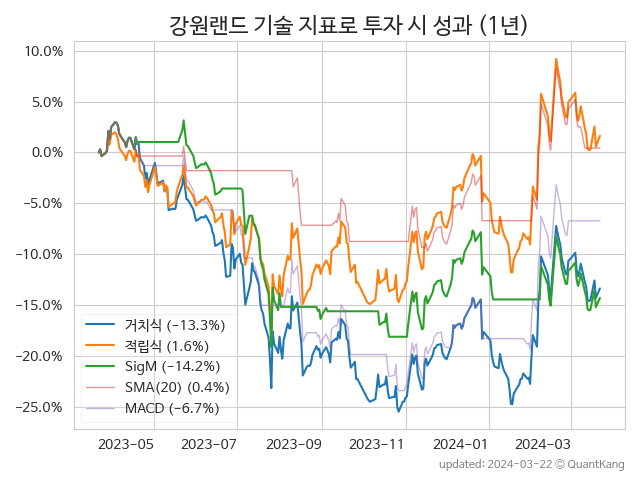 강원랜드 기술 지표로 투자 시 성과 (1년)
10.0%
5.0%
0.0%
−5.0%
−10.0%
−15.0%
−20.0%
−25.0%
거치식 (−13.3%)
적립식 (1.6%)
SigM (−14.2%)
SMA(20) (0.4%)
MACD (−6.7%)
2023−05 2023−07 2023−09 2023−11 2024−01 2024−03
updated: 2024−03−22 © QuantKang